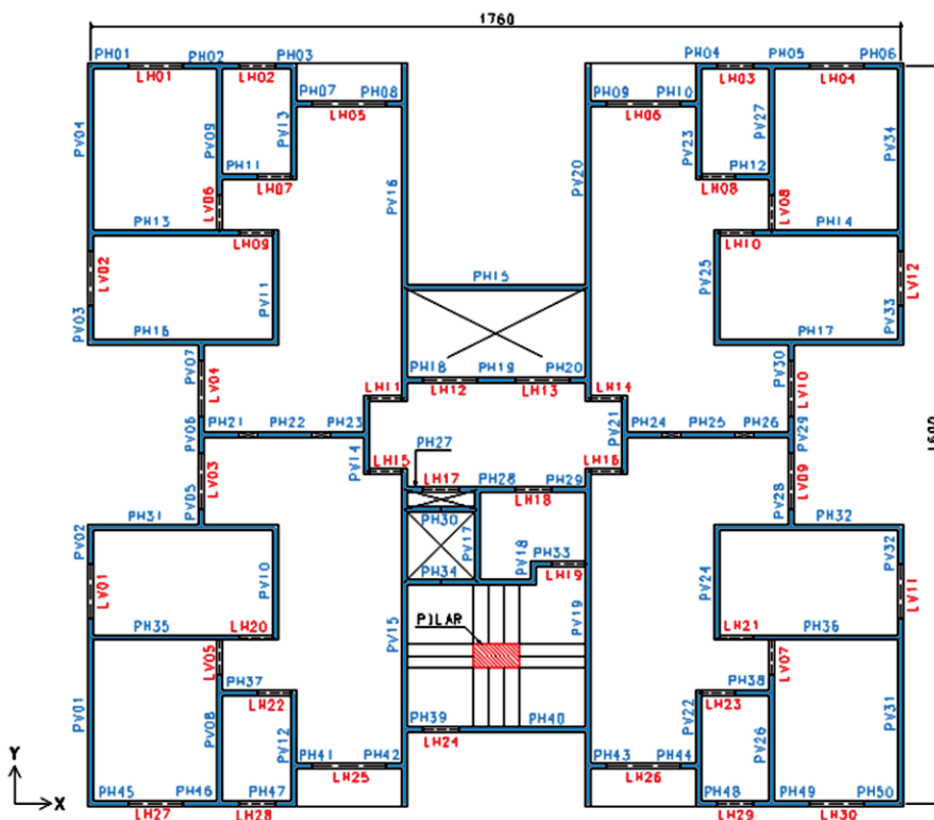 1760
PH01 PH02 PH03 PH04 PH05 PH06
LH01 LH02 LH03 LH04
PH07 PH08 PH09 PH10
LH05 LH06
PV04 PV09 PV13 PV16 PV20 PV23 PV27 PV34
PH11 PH12
LH07 LH08
LV06 LV08
PH13 PH14
LH09 LH10
LV02 PV11 PV25 LV12
PH15
PV03 PV33
PH16 PH17
PV07 PV30
LV04 LV10
PH18 PH19 PH20
LH11 LH12 LH13 LH14
PV06 PH21 PH22 PH23 PV21 PH24 PH25 PH26 PV29
1600
PH27
PV14
LH15 LH16
LV03 LV09
LH17 PH28 PH29
LH18
PV05 PV28
PH31 PH30 PH32
PV02 PV17 PV32
PH33
LV01 PV10 PH34 PV18 LH19 PV24 LV11
PILAR
PH35 PH36
LH20 PV15 PV19 LH21
LV05 LV07
PH37 PH38
LH22 LH23
PV01 PV08 PV12 PV22 PV26 PV31
PH39 PH40
LH24
PH41 PH42 PH43 PH44
LH25 LH26
Y
X
PH45 PH46 PH47 PH48 PH49 PH50
LH27 LH28 LH29 LH30